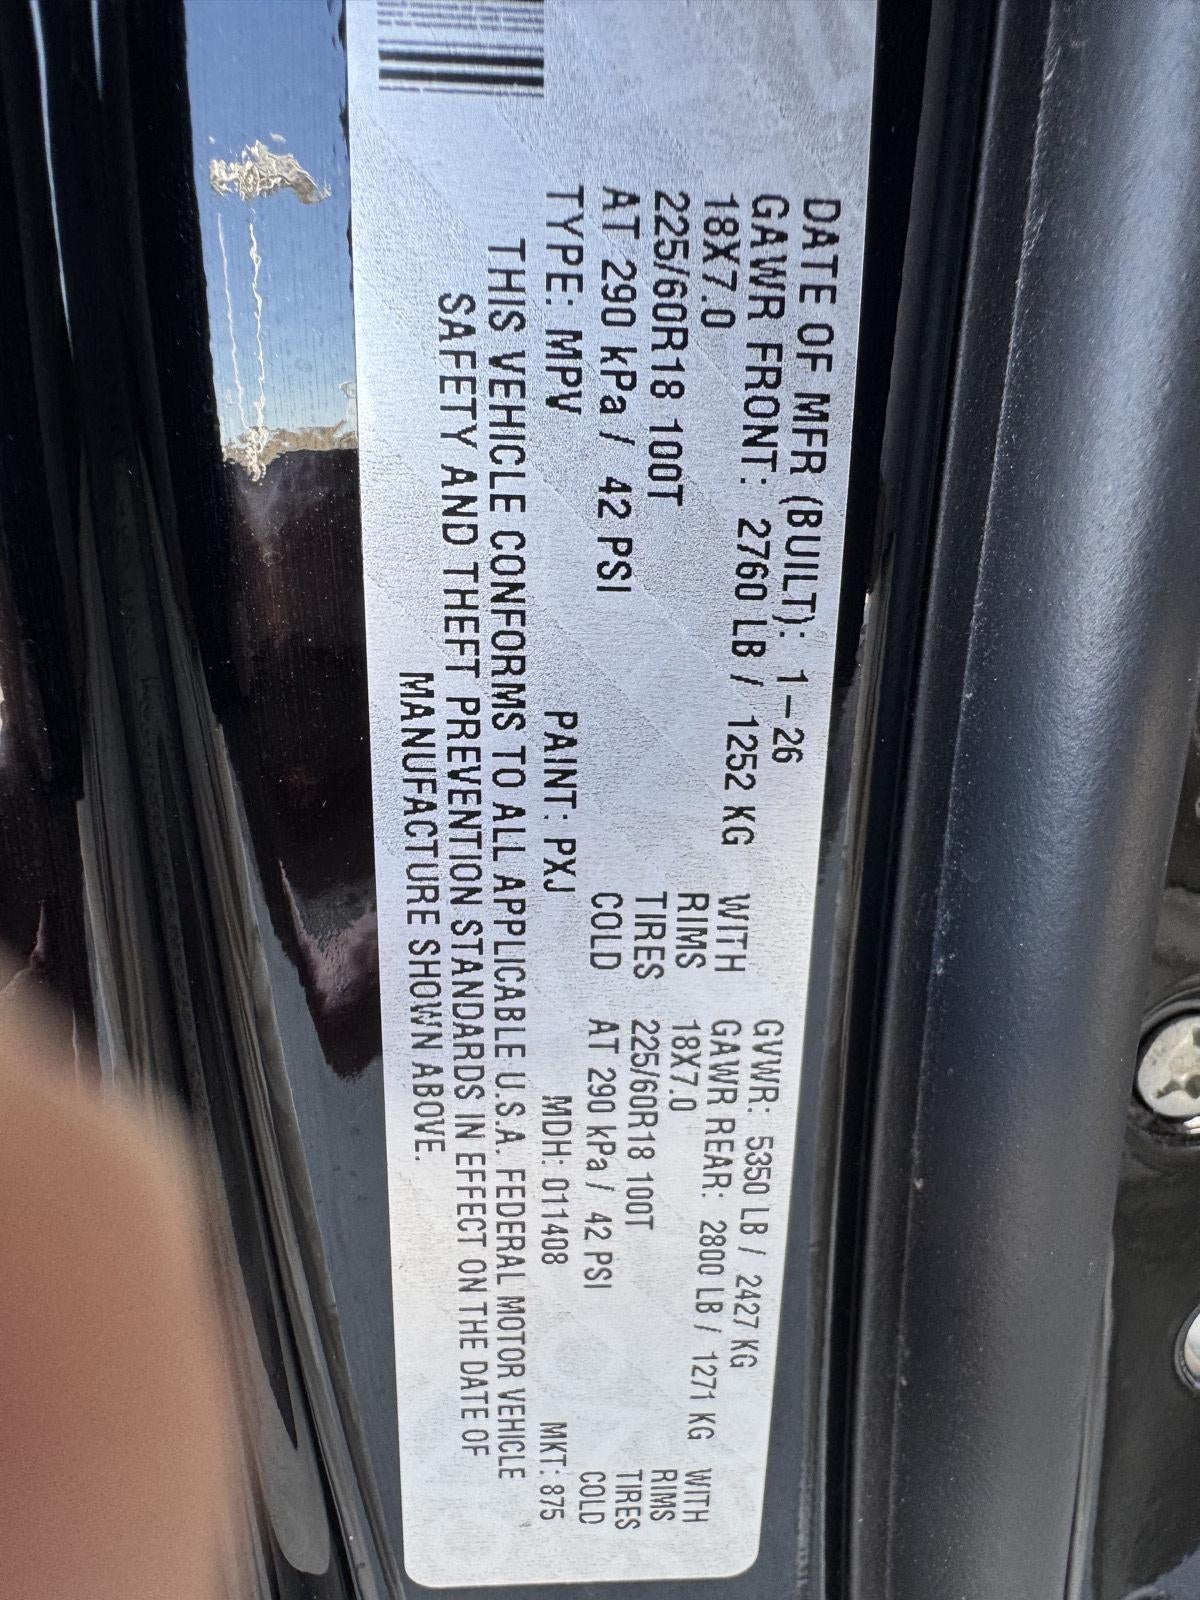 DATE OF MFR (BUILT): 1-26 GVWR: 5350 LB / 2427 KG
GAWR FRONT: 2760 LB / 1252 KG WITH GAWR REAR: 2800 LB / 1271 KG WITH
18X7.0 RIMS 18X7.0 RIMS
225/60R18 100T TIRES 225/60R18 100T TIRES
AT 290 kPa / 42 PSI COLD AT 290 kPa / 42 PSI COLD
TYPE: MPV PAINT: PXJ MDH: 011408 MKT: 875
THIS VEHICLE CONFORMS TO ALL APPLICABLE U.S.A. FEDERAL MOTOR VEHICLE
SAFETY AND THEFT PREVENTION STANDARDS IN EFFECT ON THE DATE OF
MANUFACTURE SHOWN ABOVE.